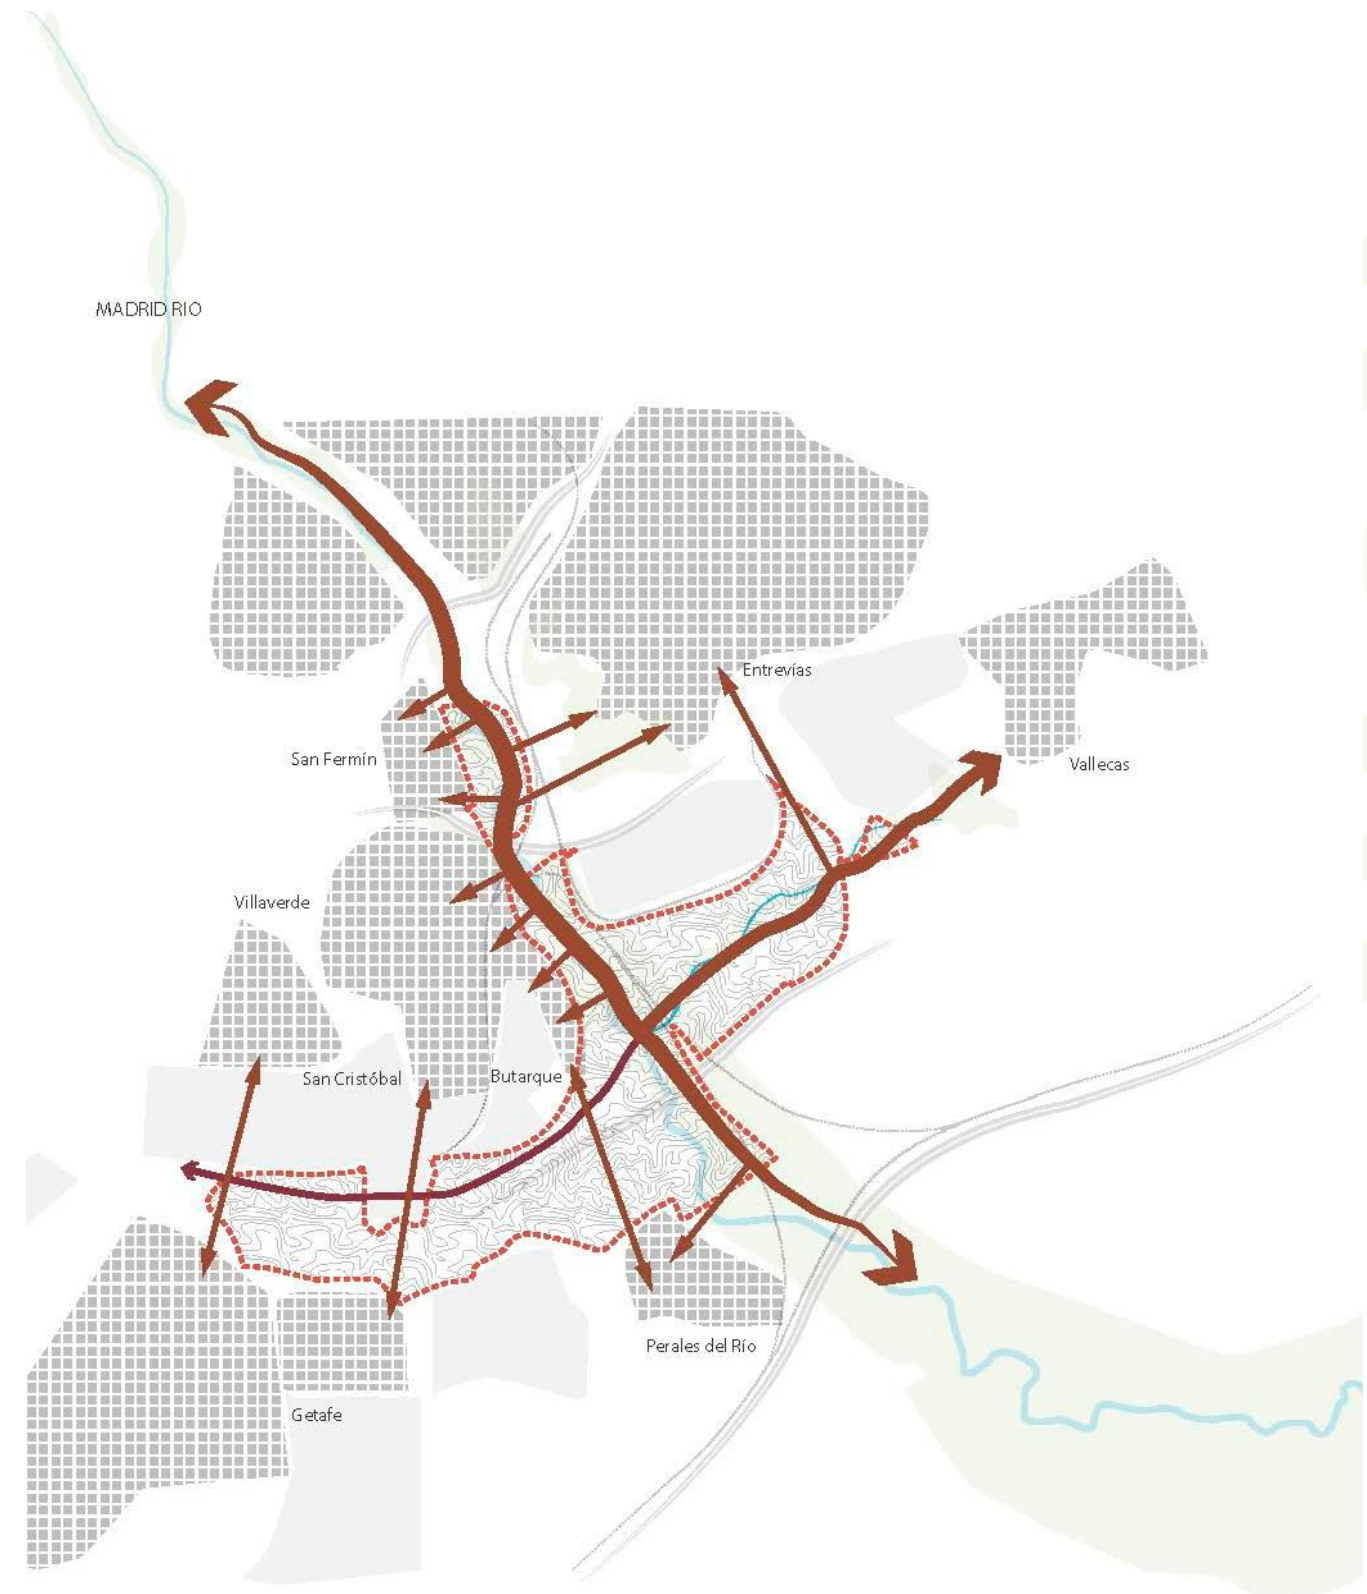 MADRID RIO
Entrevías
San Fermín
Vallecas
Villaverde
San Cristóbal
Butarque
Perales del Río
Getafe